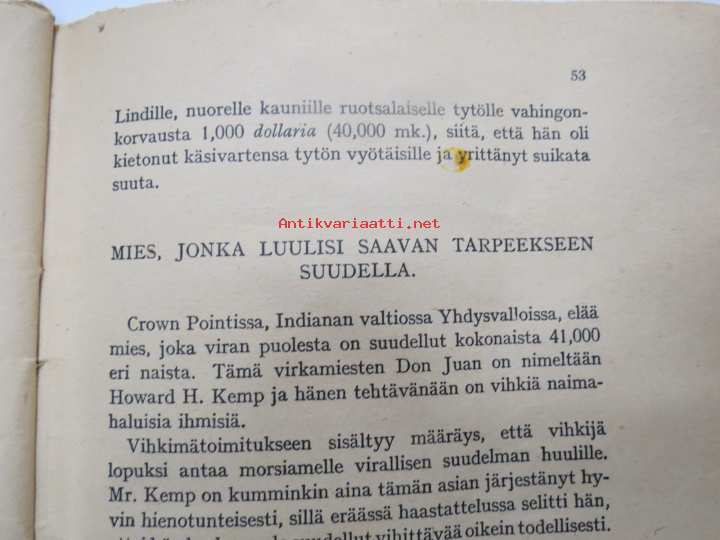 53
Lindille, nuorelle kauniille ruotsalaiselle tytölle vahingon-
korvausta 1,000 dollaria (40,000 mk.), siitä, että hän oli
kietonut käsivartensa tytön vyötäisille ja yrittänyt suikata
suuta.
Antikvariaatti.net
MIES, JONKA LUULISI SAAVAN TARPEEKSEEN
SUUDELLA.
Crown Pointissa, Indianan valtiossa Yhdysvalloissa, elää
mies, joka viran puolesta on suudellut kokonaista 41,000
eri naista. Tämä virkamiesten Don Juan on nimeltään
Howard H. Kemp ja hänen tehtävänään on vihkiä naima-
haluisia ihmisiä.
Vihkimätoimitukseen sisältyy määräys, että vihkijä
lopuksi antaa morsiamelle virallisen suudelman huulille.
Mr. Kemp on kumminkin aina tämän asian järjestänyt hy-
vin hienotunteisesti, sillä eräässä haastattelussa selitti hän,
suudellut vihittävää oikein todellisesti.